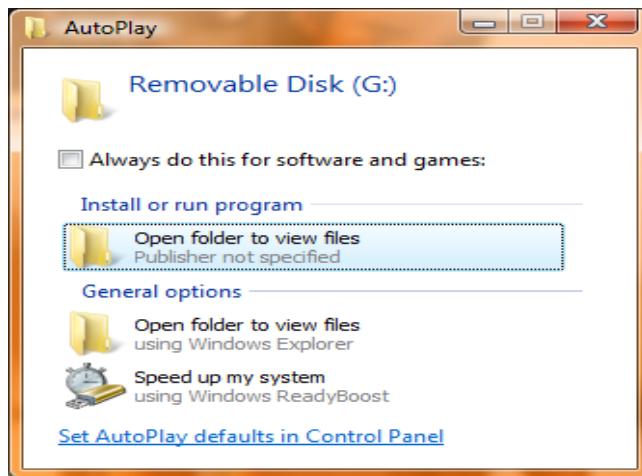 AutoPlay
Removable Disk (G:)
Always do this for software and games:
Install or run program
Open folder to view files
Publisher not specified
General options
Open folder to view files
using Windows Explorer
Speed up my system
using Windows ReadyBoost
Set AutoPlay defaults in Control Panel